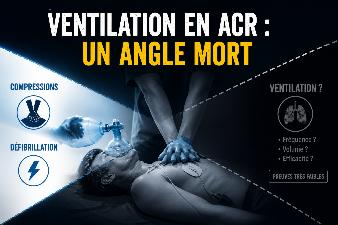 VENTILATION EN ACR :
UN ANGLE MORT
COMPRESSIONS
DÉFIBRILLATION
VENTILATION ?
• Fréquence ?
• Volume ?
• Efficacité ?
PREUVES TRÈS FAIBLES